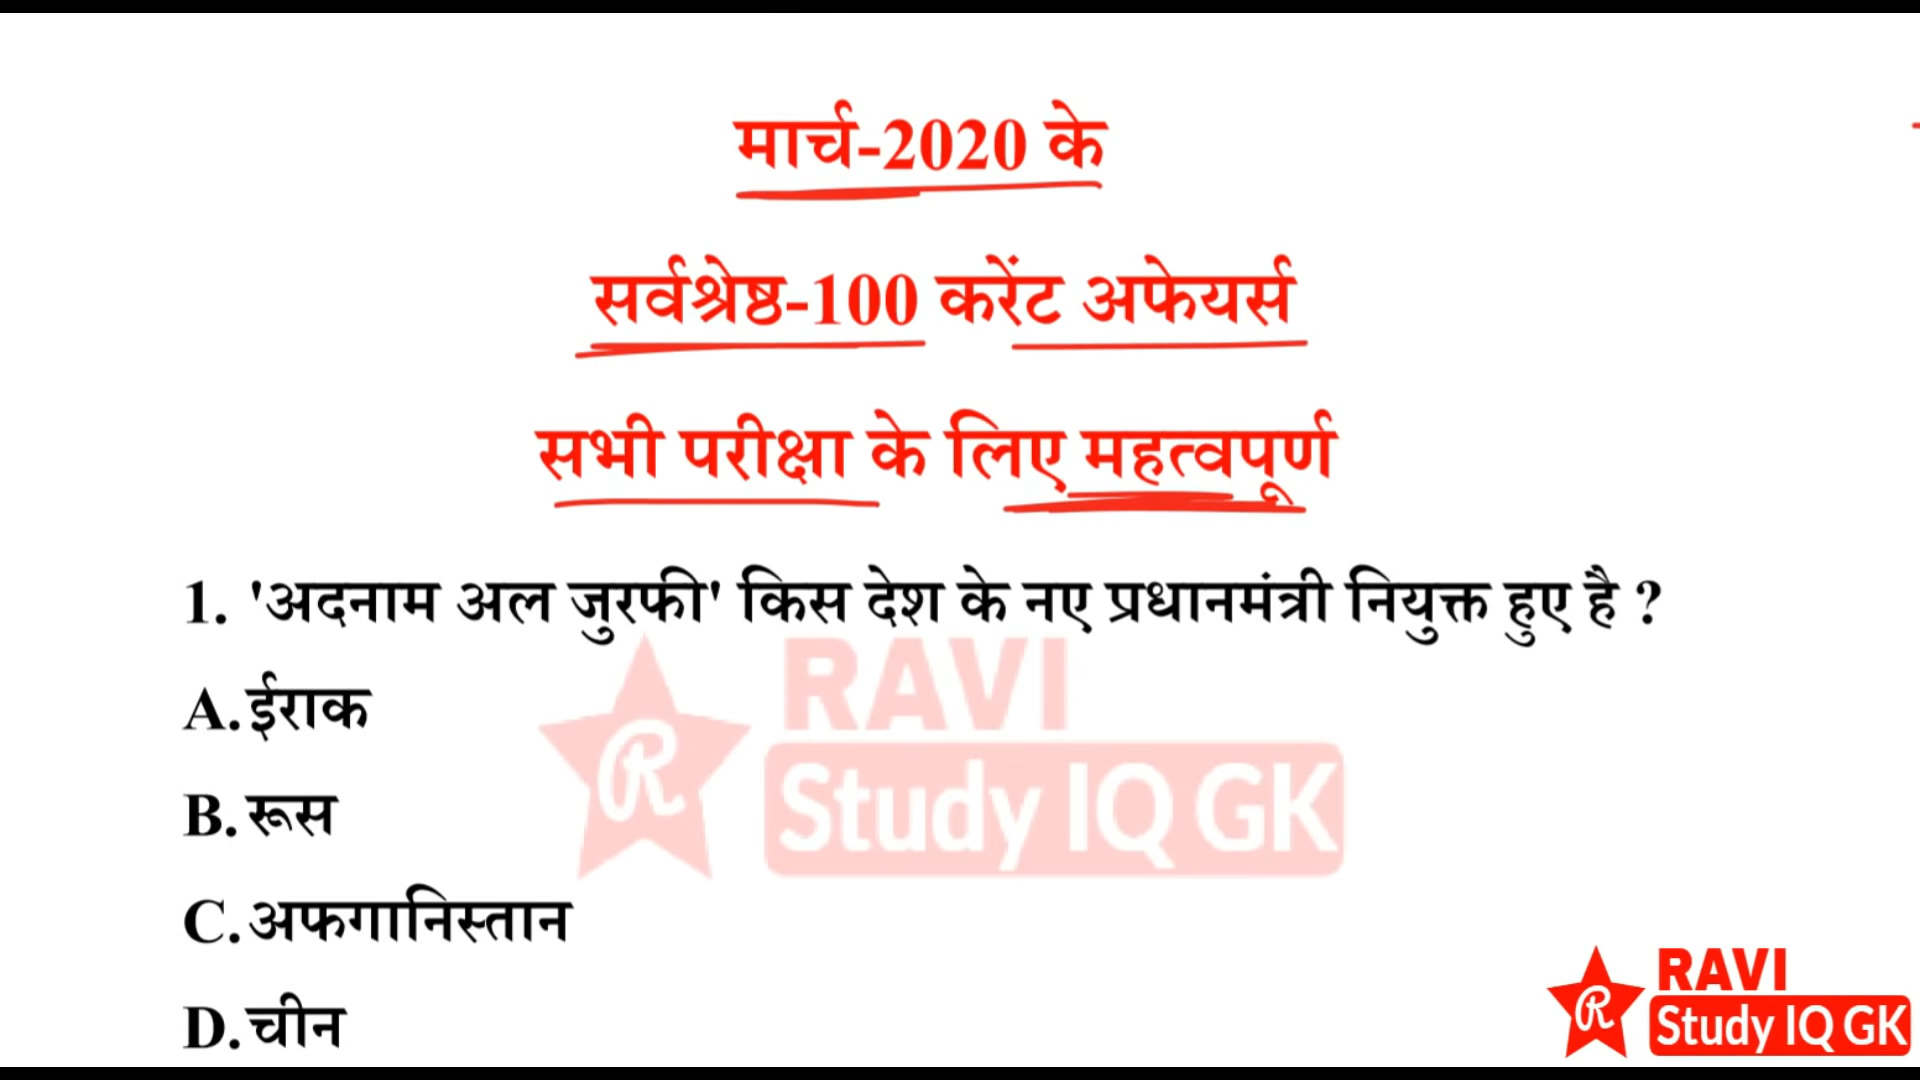 मार्च-2020 के
सर्वश्रेष्ठ-100 करेंट अफेयर्स
सभी परीक्षा के लिए महत्वपूर्ण
1. 'अदनाम अल जुरफी' किस देश के नए प्रधानमंत्री नियुक्त हुए है ?
A. ईराक
RAVI
R
Study IQ GK
B. रूस
C. अफगानिस्तान
D. चीन
RAVI
R
Study IQ GK